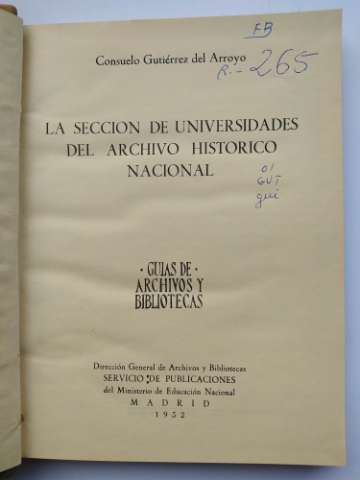 FB
Consuelo Gutiérrez del Arroyo
R.- 265
LA SECCION DE UNIVERSIDADES
DEL ARCHIVO HISTORICO
NACIONAL
01
GUT
gui
· GUIAS DE ·
ARCHIVOS Y
BIBLIOTECAS
Dirección General de Archivos y Bibliotecas
SERVICIO DE PUBLICACIONES
del Ministerio de Educación Nacional
MADRID
1952